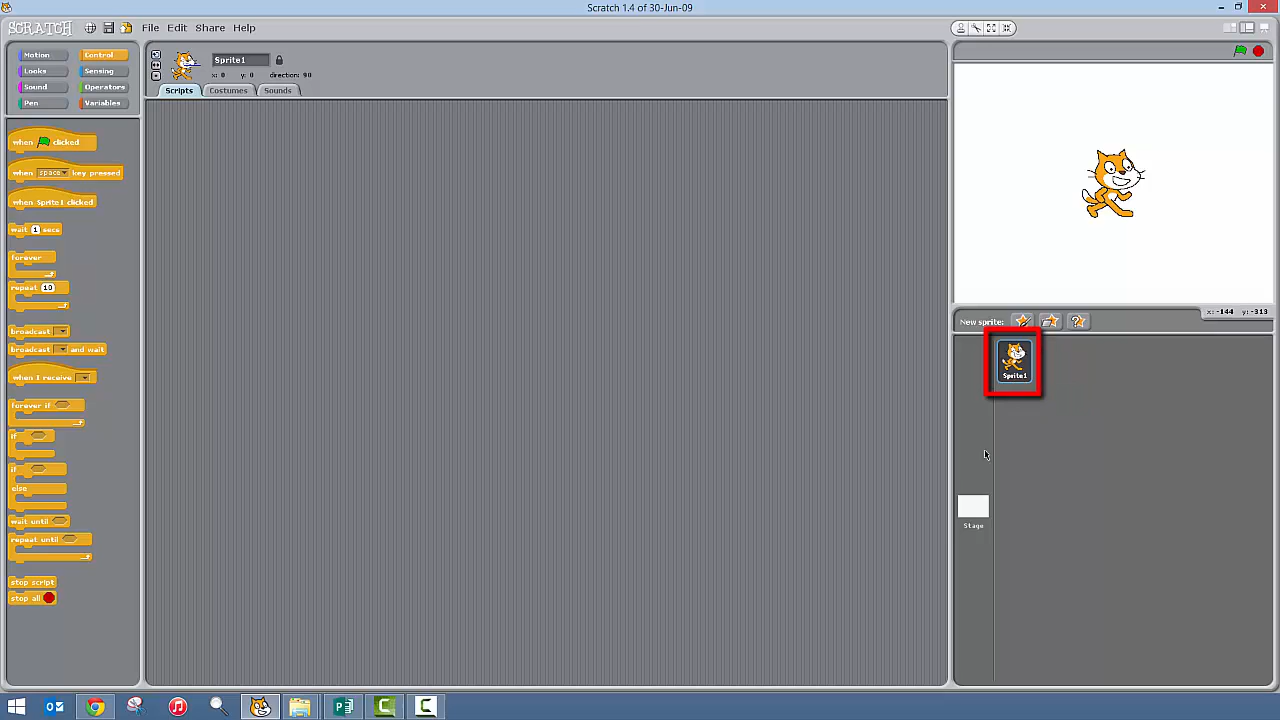 Scratch 1.4 of 30-Jun-09
SCRATCH File Edit Share Help
Motion Control
Looks Sensing
Sound Operators
Pen Variables
Sprite1
x: 0 y: 0 direction: 90
Scripts Costumes Sounds
when clicked
when space key pressed
when Sprite1 clicked
wait 1 secs
forever
repeat 10
broadcast
broadcast and wait
when I receive
forever if
if
if
else
wait until
repeat until
stop script
stop all
x: -144 y: -313
New sprite:
Sprite1
Stage